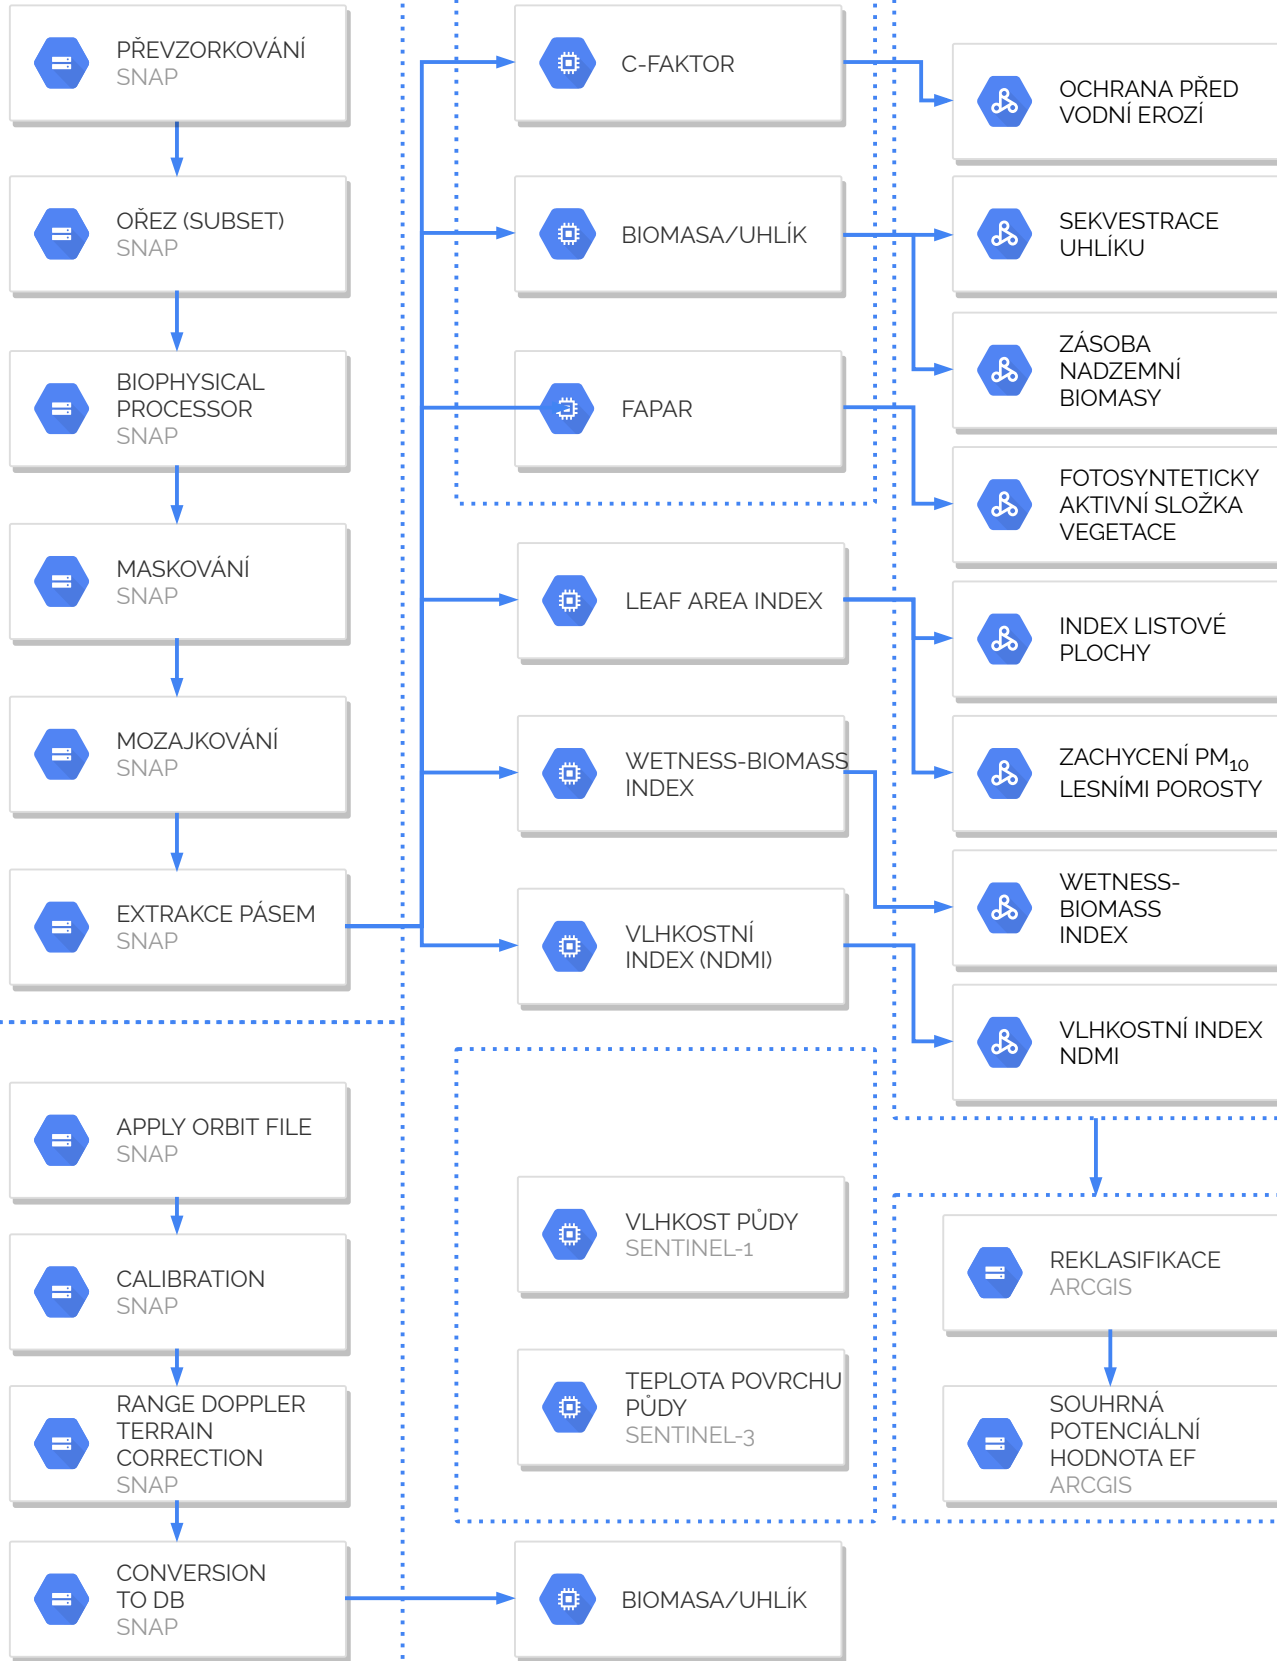 PŘEVZORKOVÁNÍ
SNAP
OŘEZ (SUBSET)
SNAP
BIOPHYSICAL
PROCESSOR
SNAP
MASKOVÁNÍ
SNAP
MOZAJKOVÁNÍ
SNAP
EXTRAKCE PÁSEM
SNAP
APPLY ORBIT FILE
SNAP
CALIBRATION
SNAP
RANGE DOPPLER
TERRAIN
CORRECTION
SNAP
CONVERSION
TO DB
SNAP
C-FAKTOR
BIOMASA/UHLÍK
FAPAR
LEAF AREA INDEX
WETNESS-BIOMASS
INDEX
VLHKOSTNÍ
INDEX (NDMI)
VLHKOST PŮDY
SENTINEL-1
TEPLOTA POVRCHU
PŮDY
SENTINEL-3
BIOMASA/UHLÍK
OCHRANA PŘED
VODNÍ EROZÍ
SEKVESTRACE
UHLÍKU
ZÁSOBA
NADZEMNÍ
BIOMASY
FOTOSYNTETICKY
AKTIVNÍ SLOŽKA
VEGETACE
INDEX LISTOVÉ
PLOCHY
ZACHYCENÍ PM₁₀
LESNÍMI POROSTY
WETNESS-
BIOMASS
INDEX
VLHKOSTNÍ INDEX
NDMI
REKLASIFIKACE
ARCGIS
SOUHRNÁ
POTENCIÁLNÍ
HODNOTA EF
ARCGIS